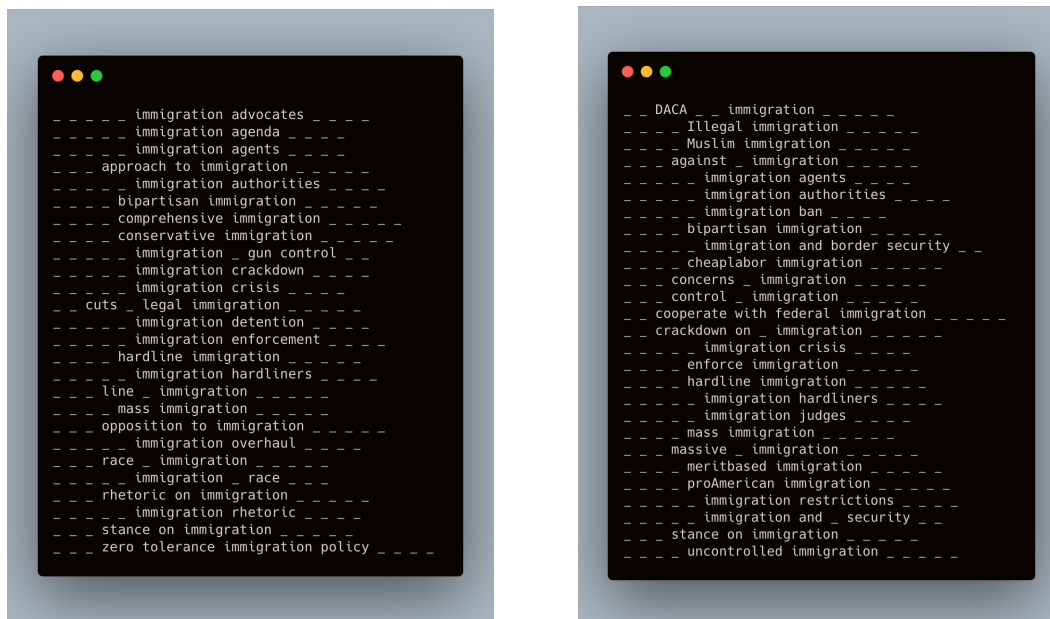 _ _ _ _ _ immigration advocates _ _ _ _
_ _ _ _ _ immigration agenda _ _ _ _
_ _ _ _ _ immigration agents _ _ _ _
_ _ _ approach to immigration _ _ _ _ _
_ _ _ _ _ immigration authorities _ _ _ _
_ _ _ _ bipartisan immigration _ _ _ _ _
_ _ _ _ comprehensive immigration _ _ _ _ _
_ _ _ _ conservative immigration _ _ _ _ _
_ _ _ _ _ immigration _ gun control _ _
_ _ _ _ _ immigration crackdown _ _ _ _
_ _ _ _ _ immigration crisis _ _ _ _
_ _ cuts _ legal immigration _ _ _ _ _
_ _ _ _ _ immigration detention _ _ _ _
_ _ _ _ _ immigration enforcement _ _ _ _
_ _ _ _ hardline immigration _ _ _ _ _
_ _ _ _ _ immigration hardliners _ _ _ _
_ _ _ line _ immigration _ _ _ _ _
_ _ _ _ mass immigration _ _ _ _ _
_ _ _ opposition to immigration _ _ _ _ _
_ _ _ _ _ immigration overhaul _ _ _ _
_ _ _ race _ immigration _ _ _ _ _
_ _ _ _ _ immigration _ race _ _ _
_ _ _ rhetoric on immigration _ _ _ _ _
_ _ _ _ _ immigration rhetoric _ _ _ _
_ _ _ stance on immigration _ _ _ _ _
_ _ _ zero tolerance immigration policy _ _ _ _
_ _ DACA _ _ immigration _ _ _ _ _
_ _ _ _ Illegal immigration _ _ _ _ _
_ _ _ _ Muslim immigration _ _ _ _ _
_ _ _ against _ immigration _ _ _ _ _
_ _ _ _ _ immigration agents _ _ _ _
_ _ _ _ _ immigration authorities _ _ _ _
_ _ _ _ _ immigration ban _ _ _ _
_ _ _ _ bipartisan immigration _ _ _ _ _
_ _ _ _ _ immigration and border security _ _
_ _ _ _ cheaplabor immigration _ _ _ _ _
_ _ _ concerns _ immigration _ _ _ _ _
_ _ _ control _ immigration _ _ _ _ _
_ _ cooperate with federal immigration _ _ _ _ _
_ _ crackdown on _ immigration _ _ _ _ _
_ _ _ _ _ immigration crisis _ _ _ _
_ _ _ _ enforce immigration _ _ _ _ _
_ _ _ _ hardline immigration _ _ _ _ _
_ _ _ _ _ immigration hardliners _ _ _ _
_ _ _ _ _ immigration judges _ _ _ _
_ _ _ _ mass immigration _ _ _ _ _
_ _ _ massive _ immigration _ _ _ _ _
_ _ _ _ meritbased immigration _ _ _ _ _
_ _ _ _ proAmerican immigration _ _ _ _ _
_ _ _ _ _ immigration restrictions _ _ _ _
_ _ _ _ _ immigration and _ security _ _
_ _ _ stance on immigration _ _ _ _ _
_ _ _ _ uncontrolled immigration _ _ _ _ _